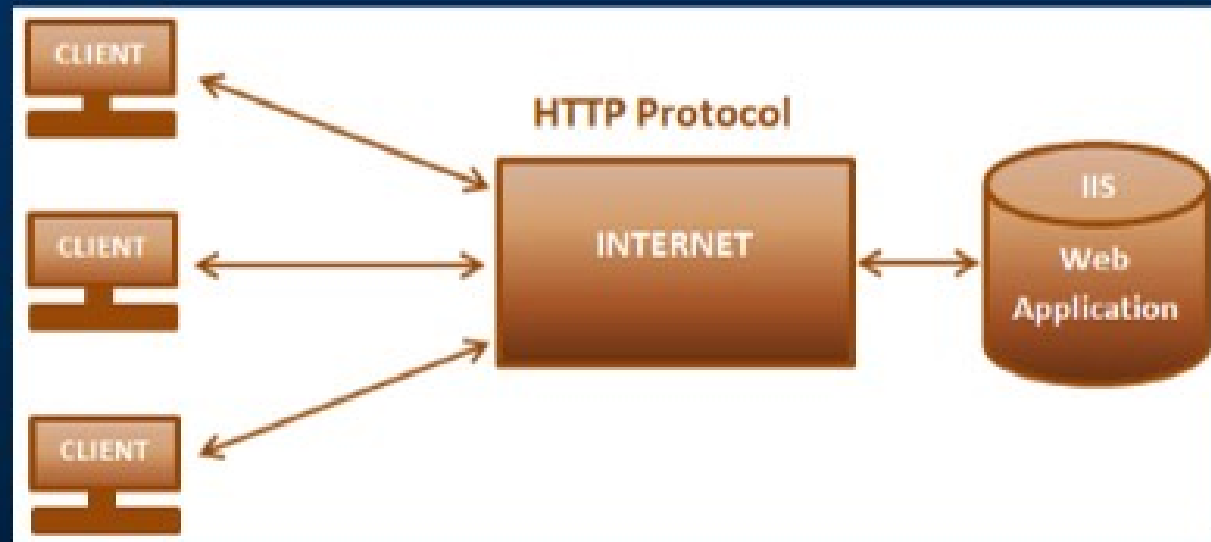 CLIENT
HTTP Protocol
IIS
CLIENT
INTERNET
Web
Application
CLIENT